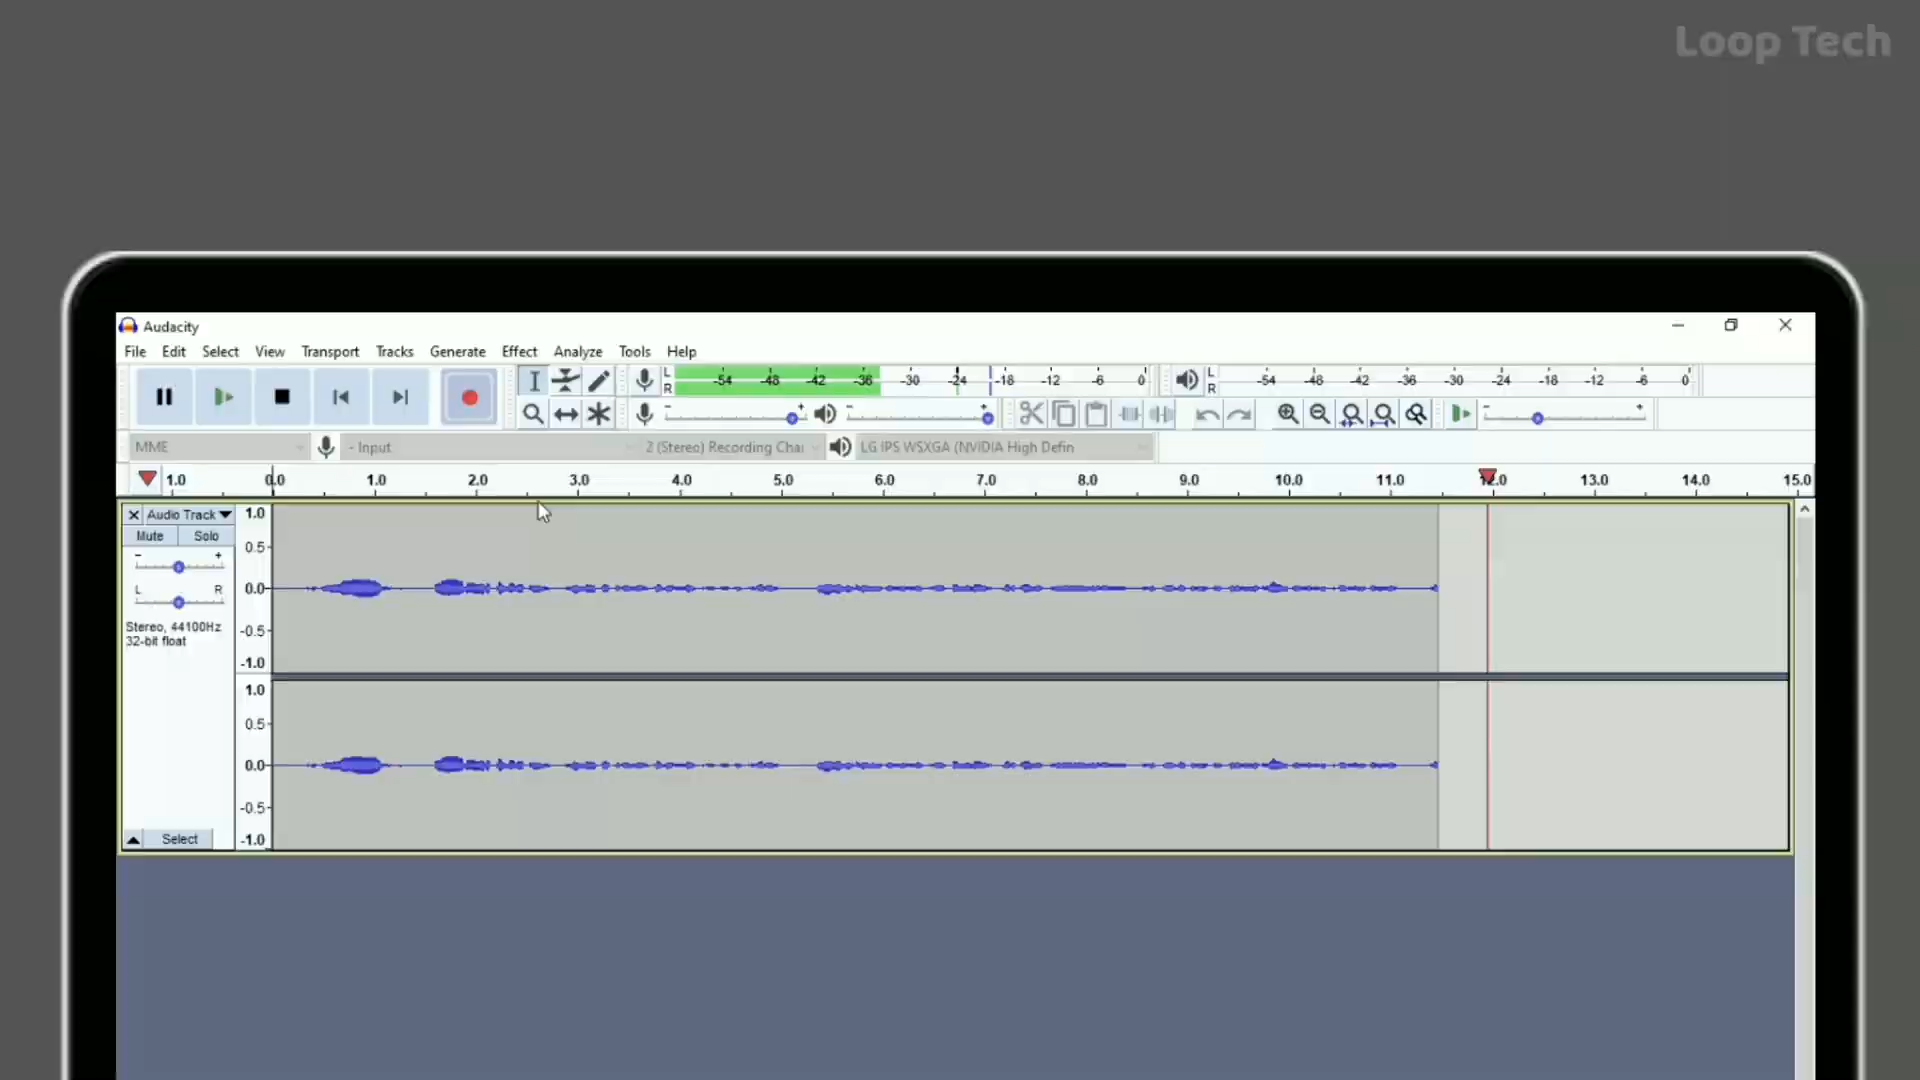 Loop Tech
Audacity
File Edit Select View Transport Tracks Generate Effect Analyze Tools Help
L R -54 -48 -42 -36 -30 -24 -18 -12 -6 0 L R -54 -48 -42 -36 -30 -24 -18 -12 -6 0
MME - Input 2 (Stereo) Recording Chai LG IPS WSXGA (NVIDIA High Defin
1.0 0.0 1.0 2.0 3.0 4.0 5.0 6.0 7.0 8.0 9.0 10.0 11.0 12.0 13.0 14.0 15.0
Audio Track
Mute Solo
- +
L R
Stereo, 44100Hz
32-bit float
Select
1.0
0.5
0.0
-0.5
-1.0
1.0
0.5
0.0
-0.5
-1.0